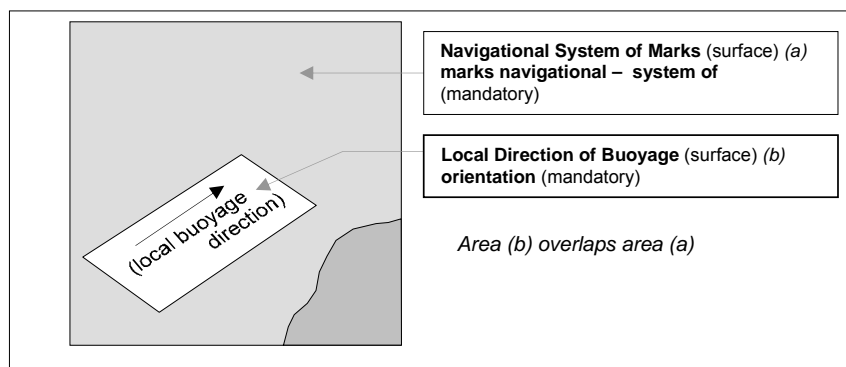 Navigational System of Marks (surface) (a)
marks navigational – system of
(mandatory)
Local Direction of Buoyage (surface) (b)
orientation (mandatory)
(local buoyage
direction)
Area (b) overlaps area (a)